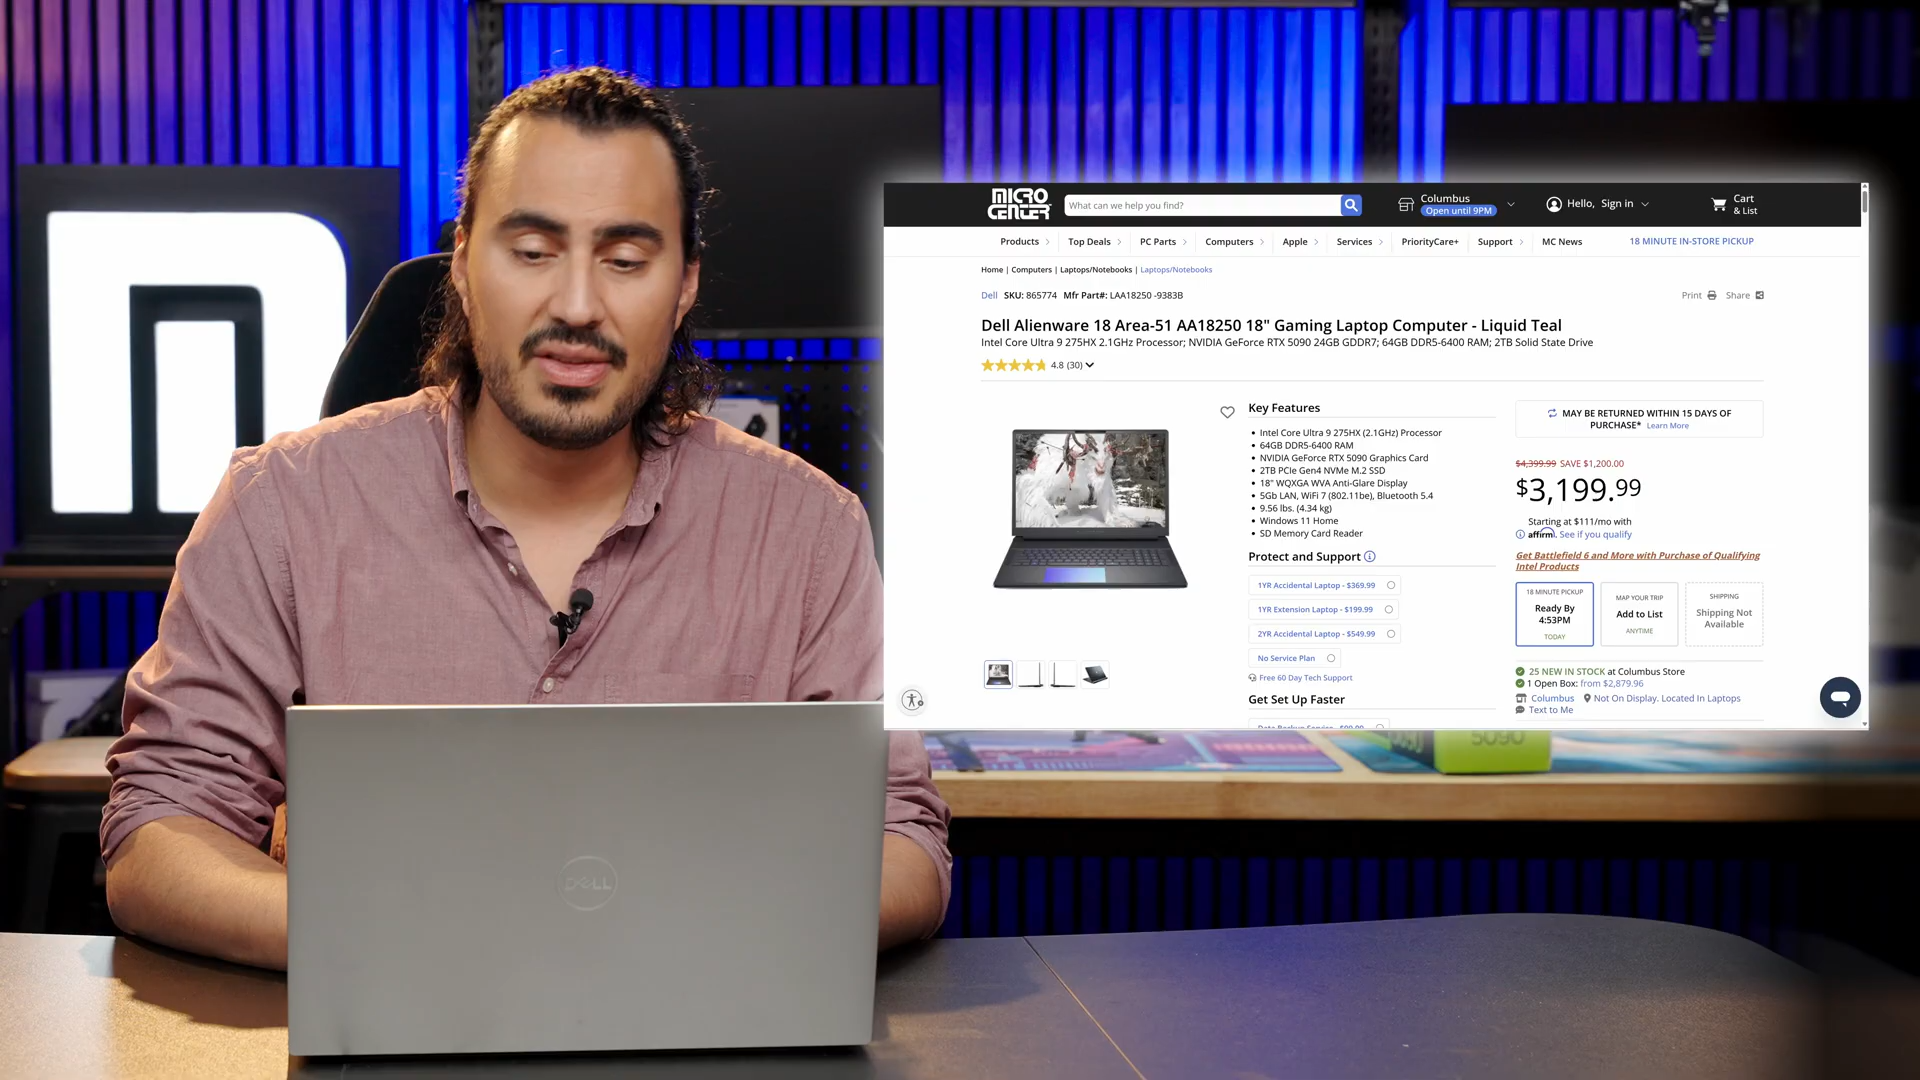 MICRO CENTER
What can we help you find?
Columbus
Open until 9PM
Hello, Sign in
Cart & List
Products
Top Deals
PC Parts
Computers
Apple
Services
PriorityCare+
Support
MC News
18 MINUTE IN-STORE PICKUP
Home | Computers | Laptops/Notebooks | Laptops/Notebooks
Dell SKU: 865774 Mfr Part#: LAA18250 -9383B
Print
Share
Dell Alienware 18 Area-51 AA18250 18" Gaming Laptop Computer - Liquid Teal
Intel Core Ultra 9 275HX 2.1GHz Processor; NVIDIA GeForce RTX 5090 24GB GDDR7; 64GB DDR5-6400 RAM; 2TB Solid State Drive
4.8 (30)
Key Features
Intel Core Ultra 9 275HX (2.1GHz) Processor
64GB DDR5-6400 RAM
NVIDIA GeForce RTX 5090 Graphics Card
2TB PCIe Gen4 NVMe M.2 SSD
18" WQXGA WVA Anti-Glare Display
5Gb LAN, WiFi 7 (802.11be), Bluetooth 5.4
9.56 lbs. (4.34 kg)
Windows 11 Home
SD Memory Card Reader
Protect and Support
1YR Accidental Laptop - $369.99
1YR Extension Laptop - $199.99
2YR Accidental Laptop - $549.99
No Service Plan
Free 60 Day Tech Support
Get Set Up Faster
Data Backup Service - $99.99
MAY BE RETURNED WITHIN 15 DAYS OF
PURCHASE* Learn More
$4,399.99 SAVE $1,200.00
$3,199.99
Starting at $111/mo with
affirm. See if you qualify
Get Battlefield 6 and More with Purchase of Qualifying
Intel Products
18 MINUTE PICKUP
Ready By
4:53PM
TODAY
MAP YOUR TRIP
Add to List
ANYTIME
SHIPPING
Shipping Not
Available
25 NEW IN STOCK at Columbus Store
1 Open Box: from $2,879.96
Columbus Not On Display. Located In Laptops
Text to Me
5090
DELL